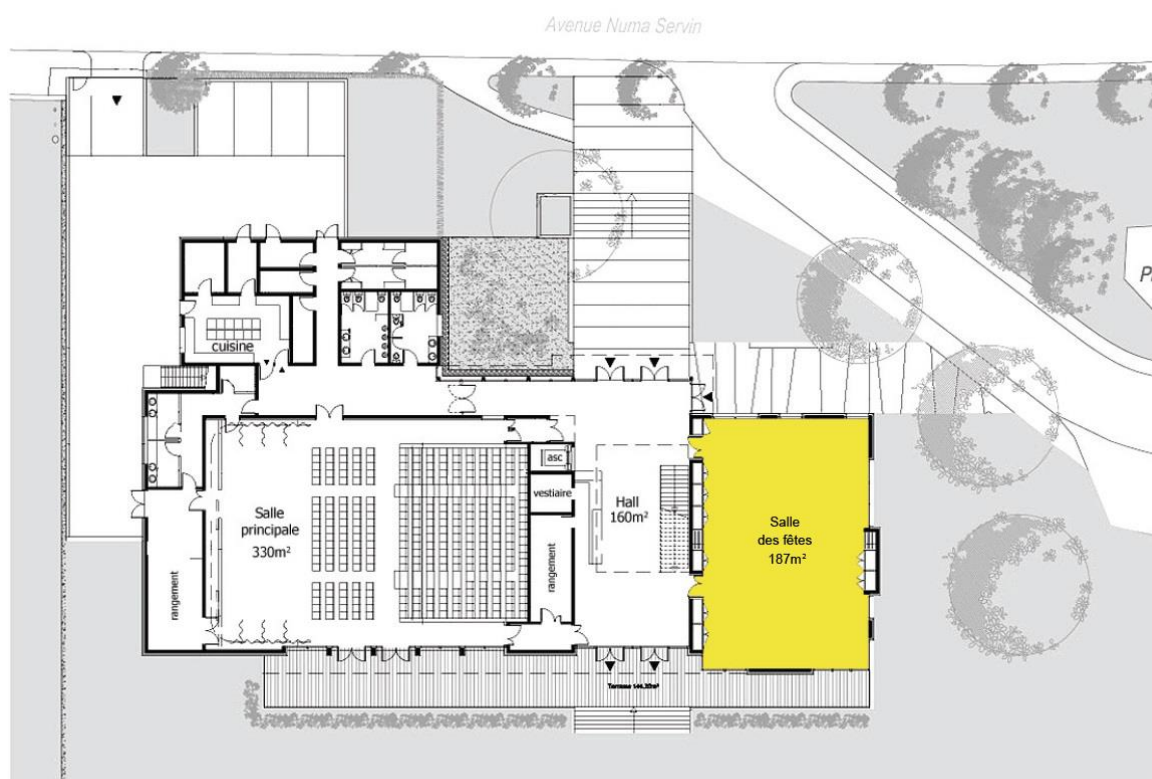 Avenue Numa Servin
cuisine
asc
vestiaire
Hall
160m²
Salle
principale
330m²
Salle
des fêtes
187m²
rangement
rangement